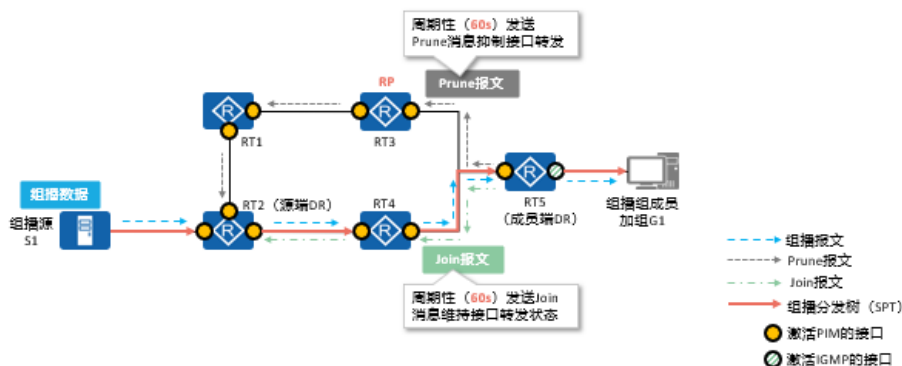 周期性（60s）发送
Prune消息抑制接口转发
RP
Prune报文
R
R
RT1
RT3
R
组播数据
组播源
S1
RT2（源端DR）
RT4
RT5
（成员端DR）
组播组成员
加组G1
R
R
Join报文
周期性（60s）发送Join
消息维持接口转发状态
组播报文
Prune报文
Join报文
组播分发树（SPT）
激活PIM的接口
激活IGMP的接口